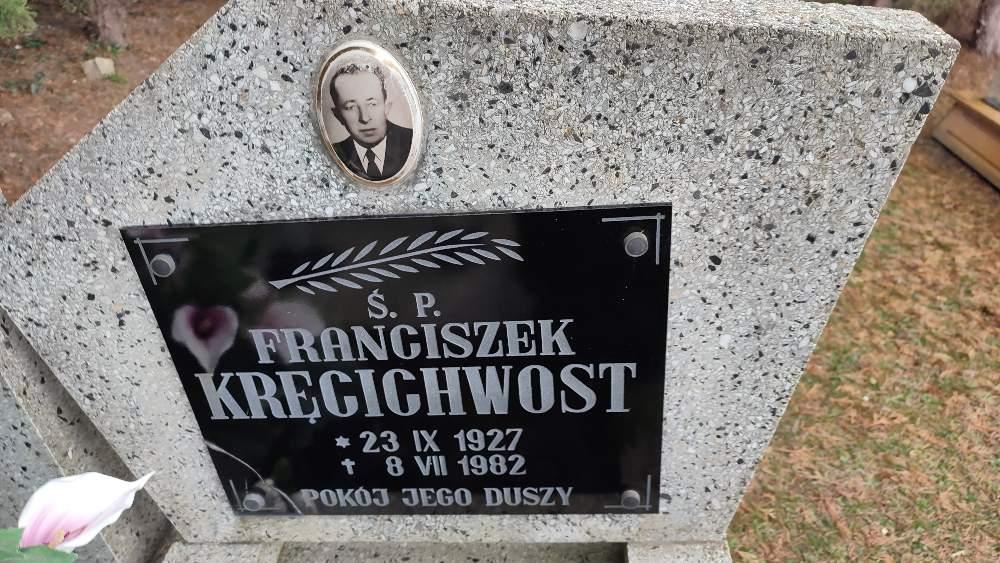 Ś. P.
FRANCISZEK
KRĘCICHWOST
* 23 IX 1927
✝ 8 VII 1982
POKÓJ JEGO DUSZY